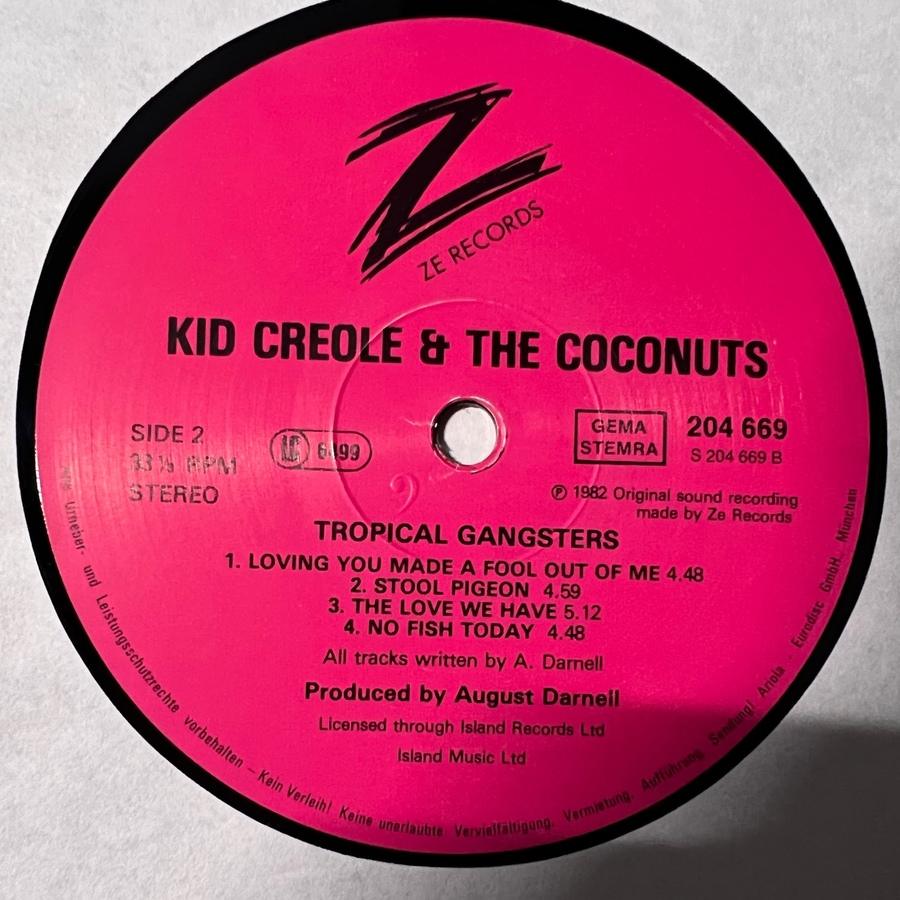 Z
ZE RECORDS
KID CREOLE & THE COCONUTS
SIDE 2
33⅓ RPM
STEREO
LC 6499
GEMA
STEMRA
204 669
S 204 669 B
℗ 1982 Original sound recording
made by Ze Records
TROPICAL GANGSTERS
1. LOVING YOU MADE A FOOL OUT OF ME 4.48
2. STOOL PIGEON 4.59
3. THE LOVE WE HAVE 5.12
4. NO FISH TODAY 4.48
All tracks written by A. Darnell
Produced by August Darnell
Licensed through Island Records Ltd
Island Music Ltd
Urheber- und Leistungsschutzrechte vorbehalten – Kein Verleih! Keine unerlaubte Vervielfältigung, Vermietung, Aufführung, Sendung! Ariola - Eurodisc GmbH, München